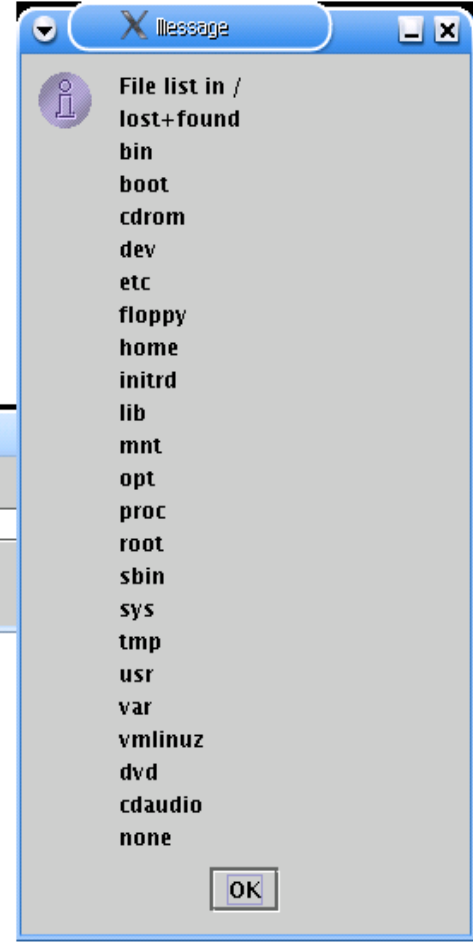 Message
File list in /
lost+found
bin
boot
cdrom
dev
etc
floppy
home
initrd
lib
mnt
opt
proc
root
sbin
sys
tmp
usr
var
vmlinuz
dvd
cdaudio
none
OK